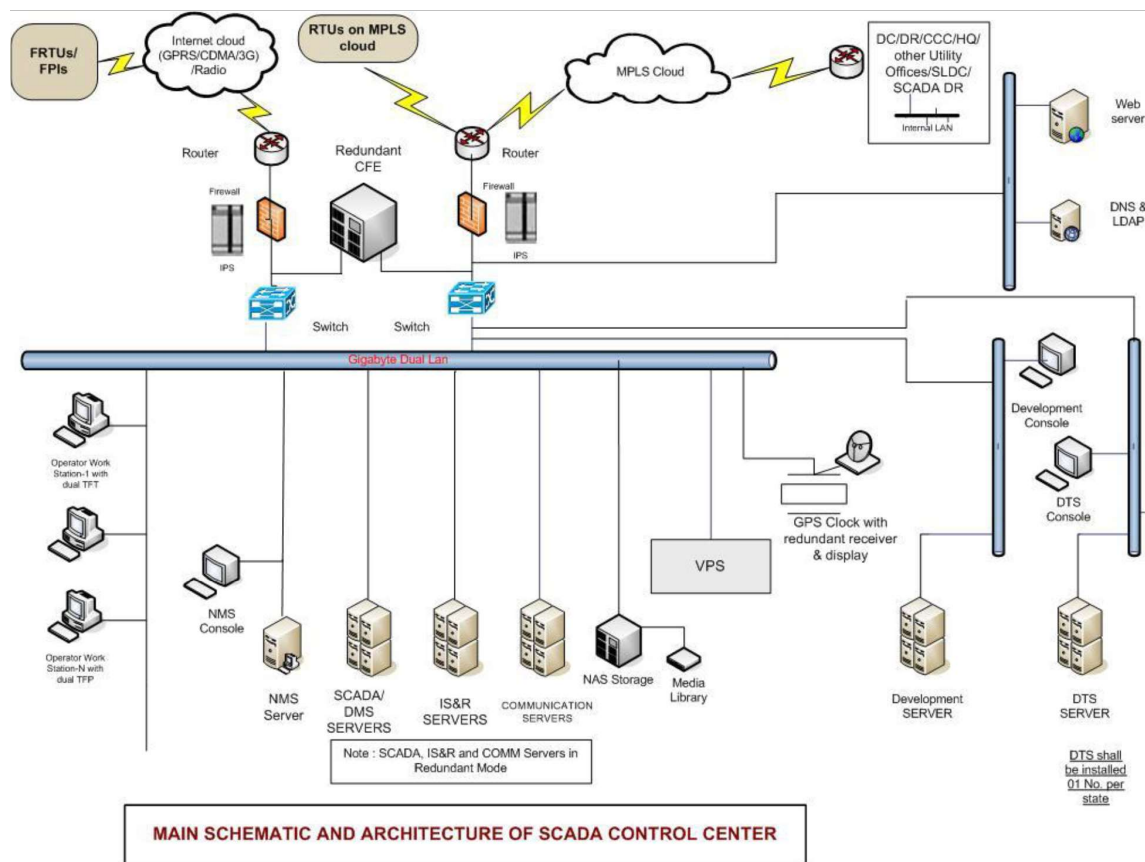 FRTUs/
FPIs
Internet cloud
(GPRS/CDMA/3G)
/Radio
RTUs on MPLS
cloud
MPLS Cloud
DC/DR/CCC/HQ/
other Utility
Offices/SLDC/
SCADA DR
Internal LAN
Web
server
Router
Redundant
CFE
Router
Firewall
Firewall
IPS
IPS
DNS &
LDAP
Switch
Switch
Gigabyte Dual Lan
Operator Work
Station-1 with
dual TFT
Development
Console
DTS
Console
GPS Clock with
redundant receiver
& display
VPS
NMS
Console
Operator Work
Station-N with
dual TFP
NMS
Server
SCADA/
DMS
SERVERS
IS&R
SERVERS
COMMUNICATION
SERVERS
NAS Storage
Media
Library
Development
SERVER
DTS
SERVER
Note : SCADA, IS&R and COMM Servers in
Redundant Mode
DTS shall
be installed
01 No. per
state
MAIN SCHEMATIC AND ARCHITECTURE OF SCADA CONTROL CENTER